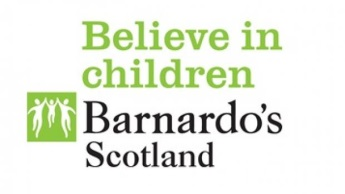 Believe in
children
Barnardo's
Scotland